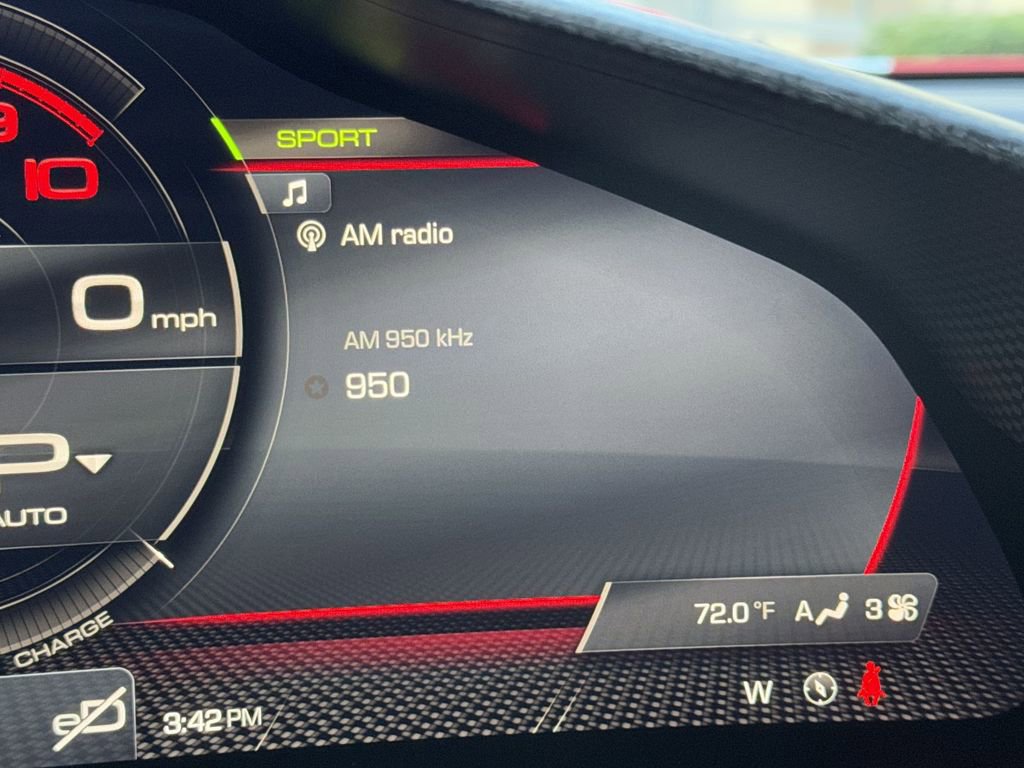 SPORT
9
10
AM radio
0 mph
AM 950 kHz
950
P
AUTO
CHARGE
72.0 °F A 3
W
eD
3:42 PM